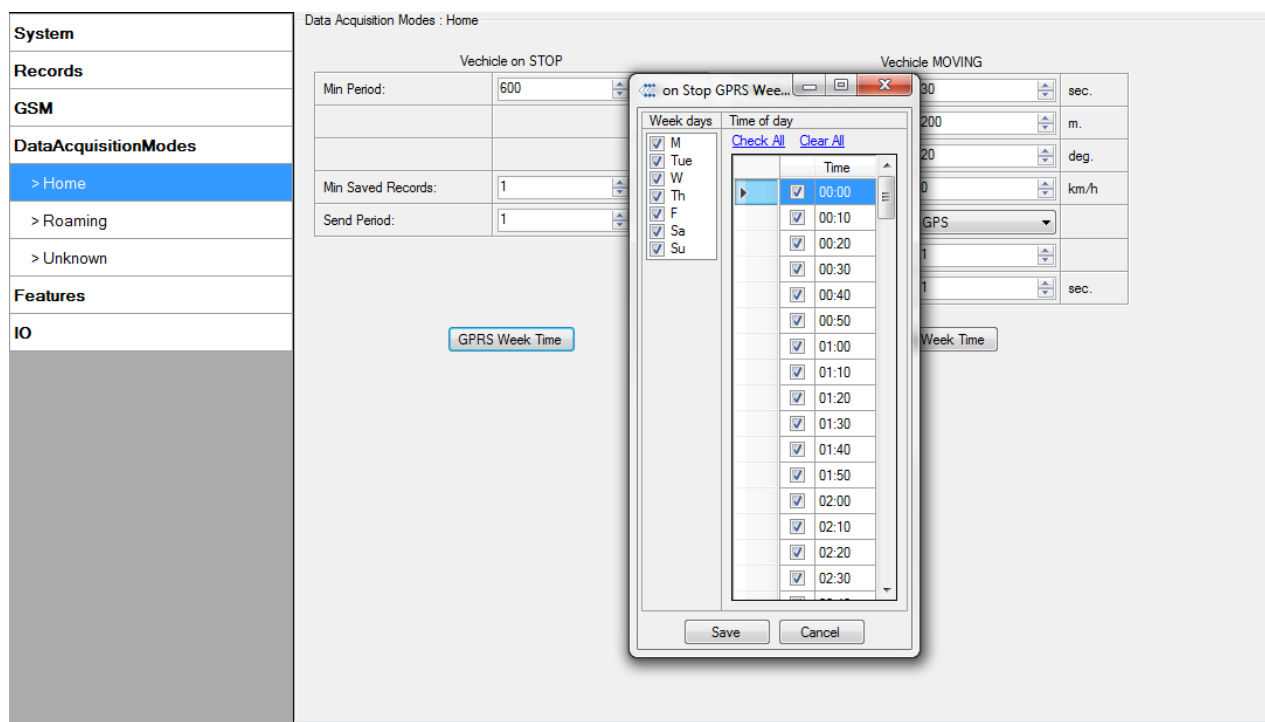 System
Records
GSM
DataAcquisitionModes
> Home
> Roaming
> Unknown
Features
IO
Data Acquisition Modes : Home
Vechicle on STOP
Min Period:
600
Min Saved Records:
1
Send Period:
1
GPRS Week Time
Vechicle MOVING
30
sec.
200
m.
20
deg.
0
km/h
GPS
1
1
sec.
Week Time
on Stop GPRS Wee...
Week days
M
Tue
W
Th
F
Sa
Su
Time of day
Check All Clear All
Time
00:00
00:10
00:20
00:30
00:40
00:50
01:00
01:10
01:20
01:30
01:40
01:50
02:00
02:10
02:20
02:30
Save Cancel